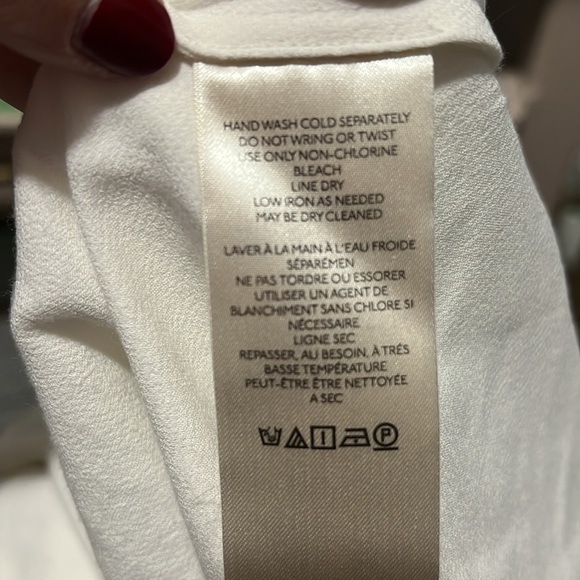 HAND WASH COLD SEPARATELY
DO NOT WRING OR TWIST
USE ONLY NON-CHLORINE
BLEACH
LINE DRY
LOW IRON AS NEEDED
MAY BE DRY CLEANED
LAVER À LA MAIN À L'EAU FROIDE
SÉPARÉMEN
NE PAS TORDRE OU ESSORER
UTILISER UN AGENT DE
BLANCHIMENT SANS CHLORE SI
NÉCESSAIRE
LIGNE SEC
REPASSER, AU BESOIN, À TRÈS
BASSE TEMPÉRATURE
PEUT-ÊTRE ÊTRE NETTOYÉE
A SEC
P